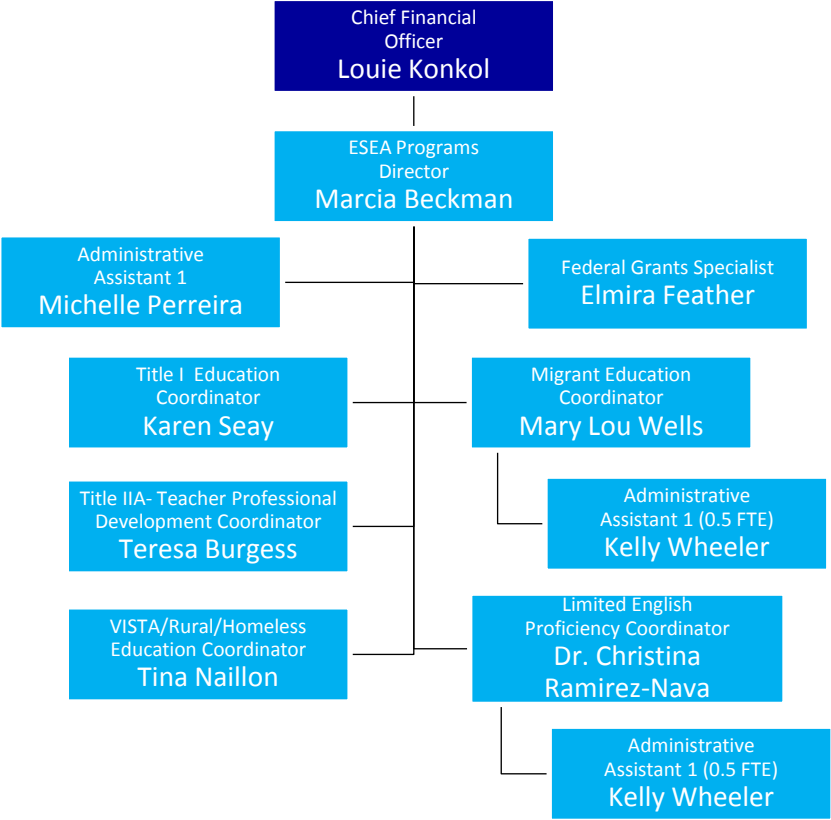 Chief Financial
Officer
Louie Konkol
ESEA Programs
Director
Marcia Beckman
Administrative
Assistant 1
Michelle Perreira
Federal Grants Specialist
Elmira Feather
Title I  Education
Coordinator
Karen Seay
Migrant Education
Coordinator
Mary Lou Wells
Title IIA- Teacher Professional
Development Coordinator
Teresa Burgess
Administrative
Assistant 1 (0.5 FTE)
Kelly Wheeler
VISTA/Rural/Homeless
Education Coordinator
Tina Naillon
Limited English
Proficiency Coordinator
Dr. Christina
Ramirez-Nava
Administrative
Assistant 1 (0.5 FTE)
Kelly Wheeler